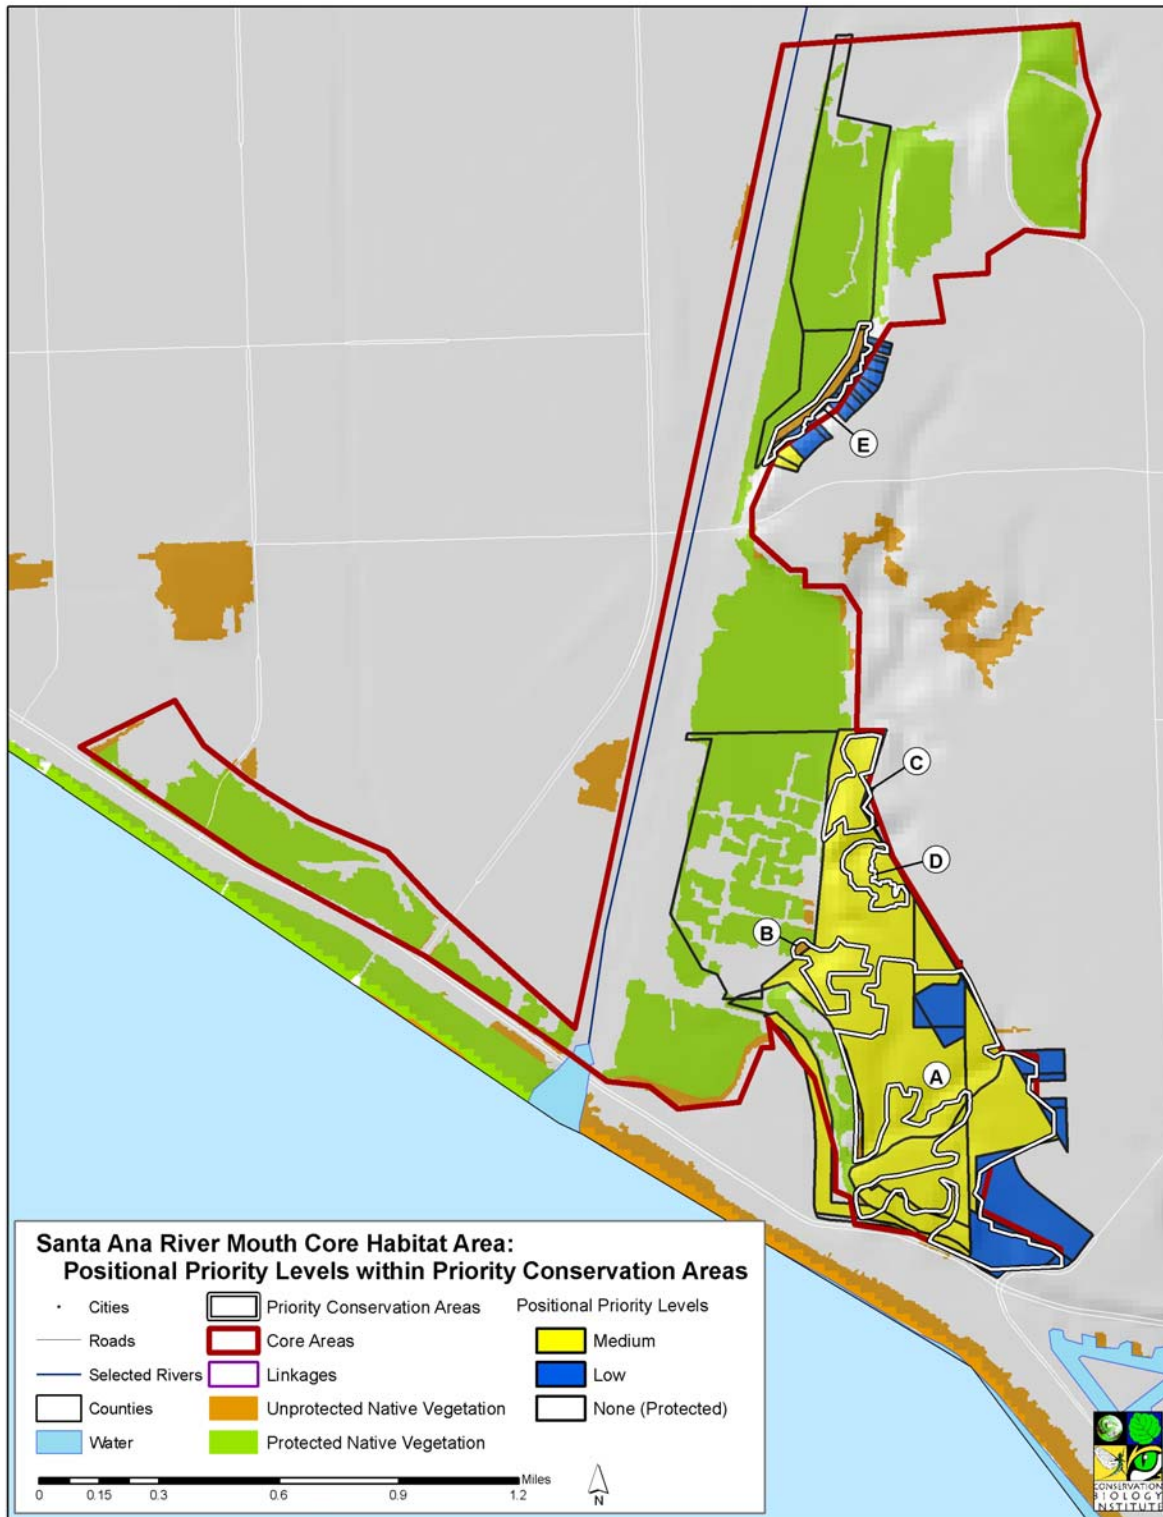 E
C
D
B
A
Santa Ana River Mouth Core Habitat Area:
Positional Priority Levels within Priority Conservation Areas
Cities
Priority Conservation Areas
Positional Priority Levels
Roads
Core Areas
Medium
Selected Rivers
Linkages
Low
Counties
Unprotected Native Vegetation
None (Protected)
Water
Protected Native Vegetation
Miles
0 0.15 0.3 0.6 0.9 1.2
N
CONSERVATION
BIOLOGY
INSTITUTE